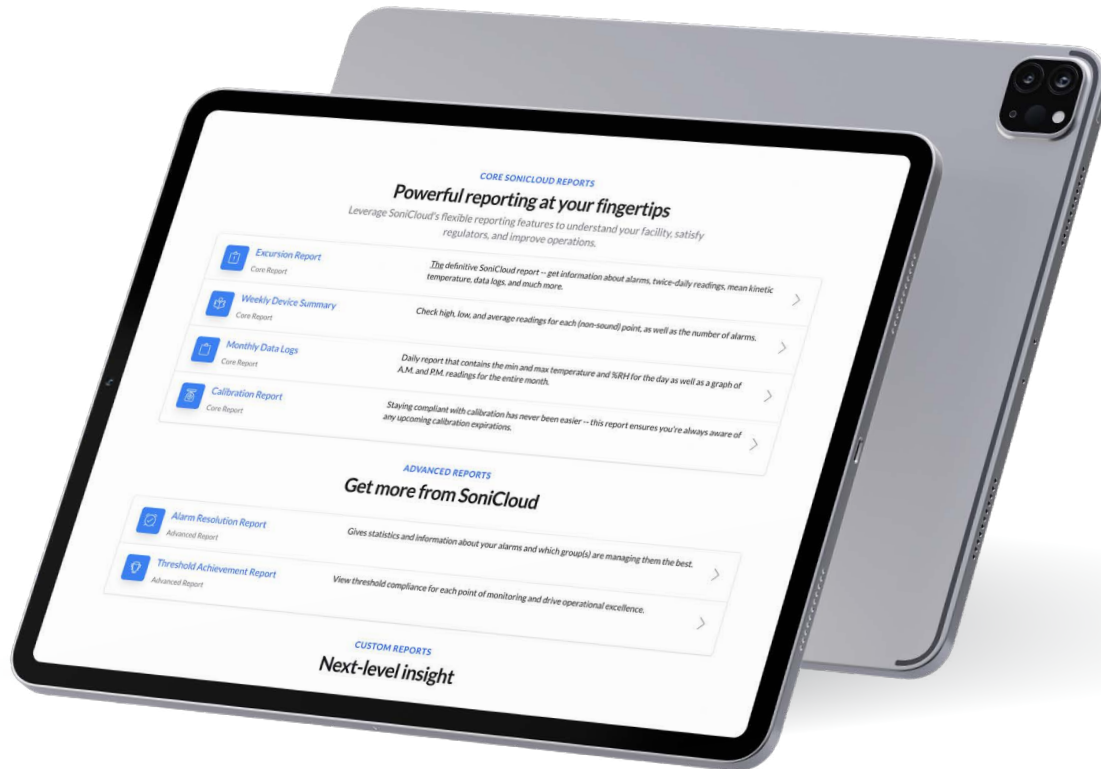 CORE SONICLOUD REPORTS
Powerful reporting at your fingertips
Leverage SoniCloud's flexible reporting features to understand your facility, satisfy
regulators, and improve operations.
Excursion Report
Core Report
The definitive SoniCloud report -- get information about alarms, twice-daily readings, mean kinetic
temperature, data logs, and much more.
Weekly Device Summary
Core Report
Check high, low, and average readings for each (non-sound) point, as well as the number of alarms.
Monthly Data Logs
Core Report
Daily report that contains the min and max temperature and %RH for the day as well as a graph of
A.M. and P.M. readings for the entire month.
Calibration Report
Core Report
Staying compliant with calibration has never been easier -- this report ensures you're always aware of
any upcoming calibration expirations.
ADVANCED REPORTS
Get more from SoniCloud
Alarm Resolution Report
Advanced Report
Gives statistics and information about your alarms and which group(s) are managing them the best.
Threshold Achievement Report
Advanced Report
View threshold compliance for each point of monitoring and drive operational excellence.
CUSTOM REPORTS
Next-level insight